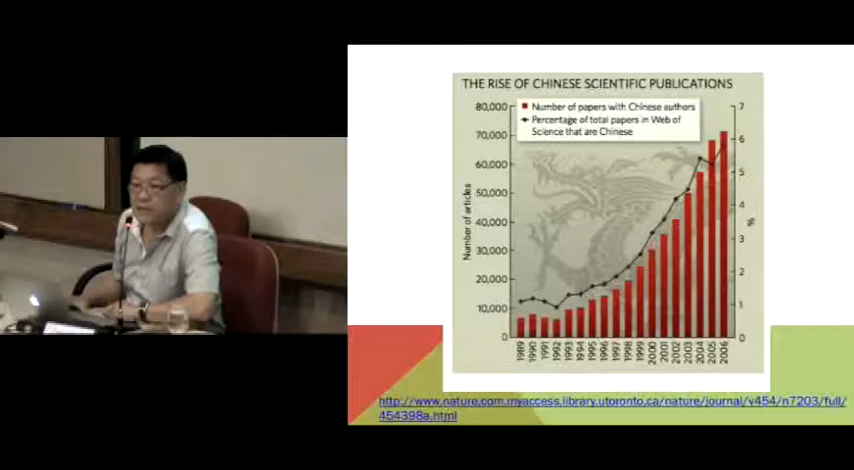 THE RISE OF CHINESE SCIENTIFIC PUBLICATIONS
Number of papers with Chinese authors
Percentage of total papers in Web of
Science that are Chinese
80,000
70,000
60,000
50,000
40,000
30,000
20,000
10,000
0
Number of articles
7
6
5
4
3
2
1
0
%
1989 1990 1991 1992 1993 1994 1995 1996 1997 1998 1999 2000 2001 2002 2003 2004 2005 2006
http://www.nature.com.myaccess.library.utoronto.ca/nature/journal/v454/n7203/full/
454398a.html